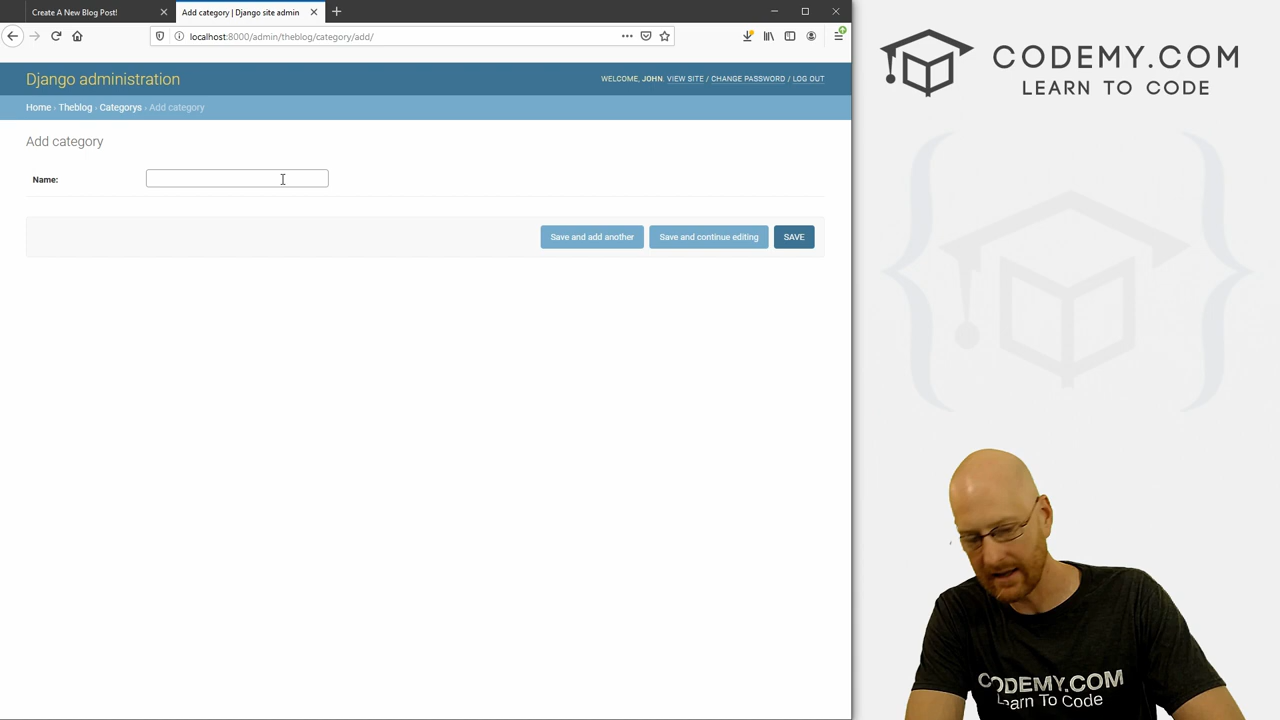 Create A New Blog Post!
Add category | Django site admin
localhost:8000/admin/theblog/category/add/
Django administration
WELCOME, JOHN. VIEW SITE / CHANGE PASSWORD / LOG OUT
Home › Theblog › Categorys › Add category
Add category
Name:
Save and add another
Save and continue editing
SAVE
CODEMY.COM
LEARN TO CODE
CODEMY.COM
Learn To Code